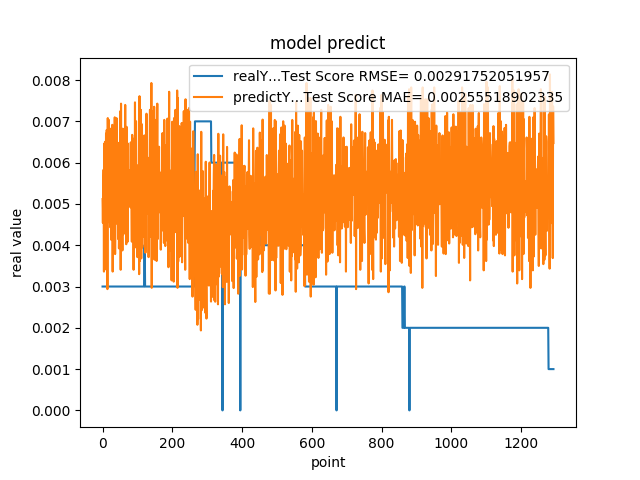 model predict
realY...Test Score RMSE= 0.00291752051957
predictY...Test Score MAE= 0.00255518902335
0.008
0.007
0.006
0.005
0.004
0.003
0.002
0.001
0.000
real value
0 200 400 600 800 1000 1200
point